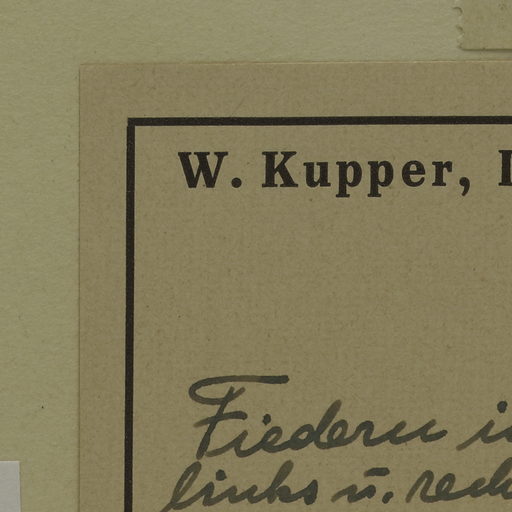 W. Kupper,
Fiedern
links u.